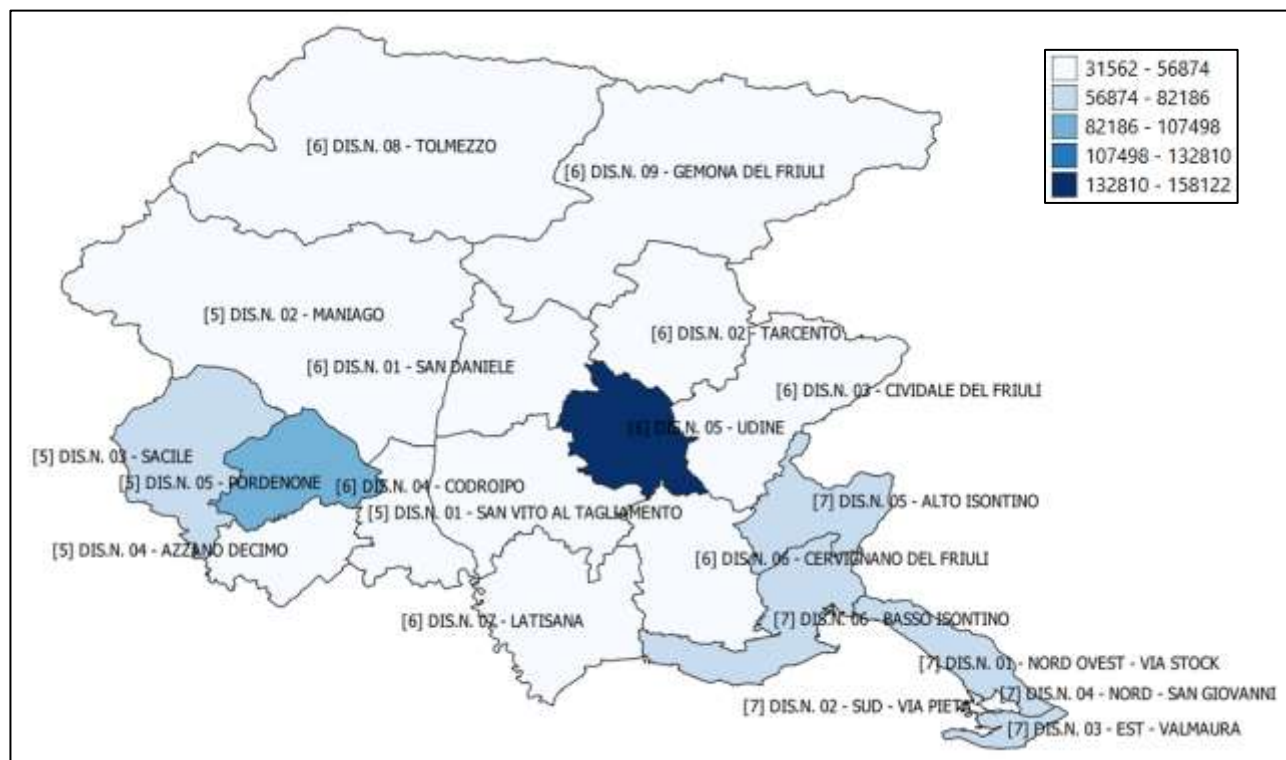 31562 - 56874
56874 - 82186
82186 - 107498
107498 - 132810
132810 - 158122
[6] DIS.N. 08 - TOLMEZZO
[6] DIS.N. 09 - GEMONA DEL FRIULI
[5] DIS.N. 02 - MANIAGO
[6] DIS.N. 02 - TARCENTO
[6] DIS.N. 01 - SAN DANIELE
[6] DIS.N. 03 - CIVIDALE DEL FRIULI
[6] DIS.N. 05 - UDINE
[5] DIS.N. 03 - SACILE
[5] DIS.N. 05 - PORDENONE
[6] DIS.N. 04 - CODROIPO
[7] DIS.N. 05 - ALTO ISONTINO
[5] DIS.N. 01 - SAN VITO AL TAGLIAMENTO
[5] DIS.N. 04 - AZZANO DECIMO
[6] DIS.N. 06 - CERVIGNANO DEL FRIULI
[6] DIS.N. 07 - LATISANA
[7] DIS.N. 06 - BASSO ISONTINO
[7] DIS.N. 01 - NORD OVEST - VIA STOCK
[7] DIS.N. 04 - NORD - SAN GIOVANNI
[7] DIS.N. 02 - SUD - VIA
[7] DIS.N. 03 - EST - VALMAURA